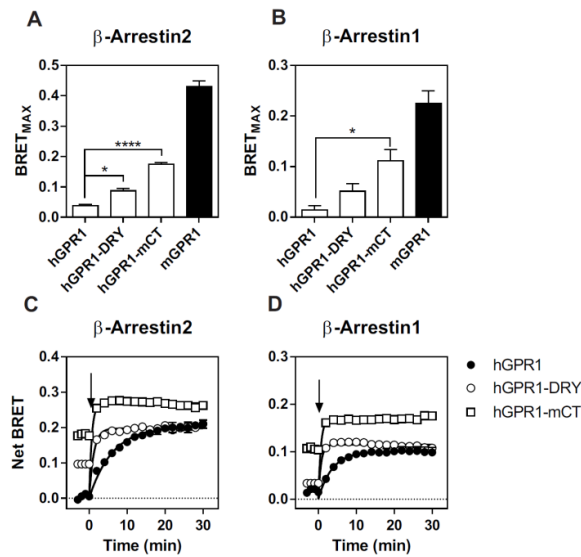 A
β-Arrestin2
BRETMAX
0.5
0.4
0.3
0.2
0.1
0.0
****
*
hGPR1
hGPR1-DRY
hGPR1-mCT
mGPR1
B
β-Arrestin1
BRETMAX
0.3
0.2
0.1
0.0
*
hGPR1
hGPR1-DRY
hGPR1-mCT
mGPR1
C
β-Arrestin2
Net BRET
0.4
0.3
0.2
0.1
0.0
0 10 20 30
Time (min)
D
β-Arrestin1
0.3
0.2
0.1
0.0
0 10 20 30
Time (min)
hGPR1
hGPR1-DRY
hGPR1-mCT